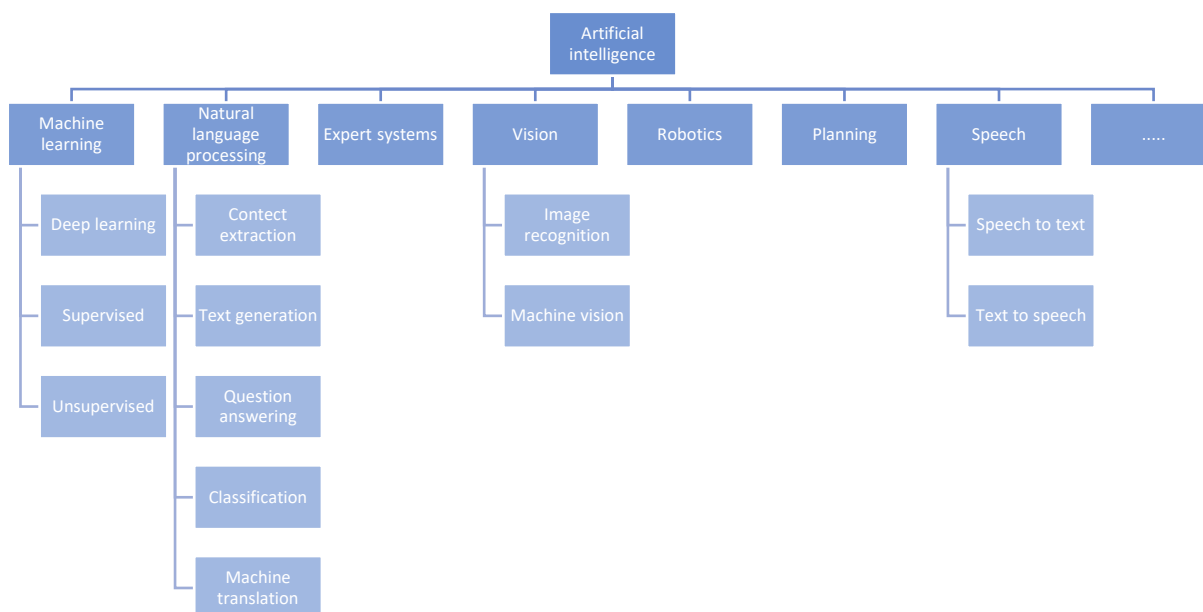 Artificial
intelligence
Machine
learning
Natural
language
processing
Expert systems
Vision
Robotics
Planning
Speech
.....
Deep learning
Supervised
Unsupervised
Contect
extraction
Text generation
Question
answering
Classification
Machine
translation
Image
recognition
Machine vision
Speech to text
Text to speech